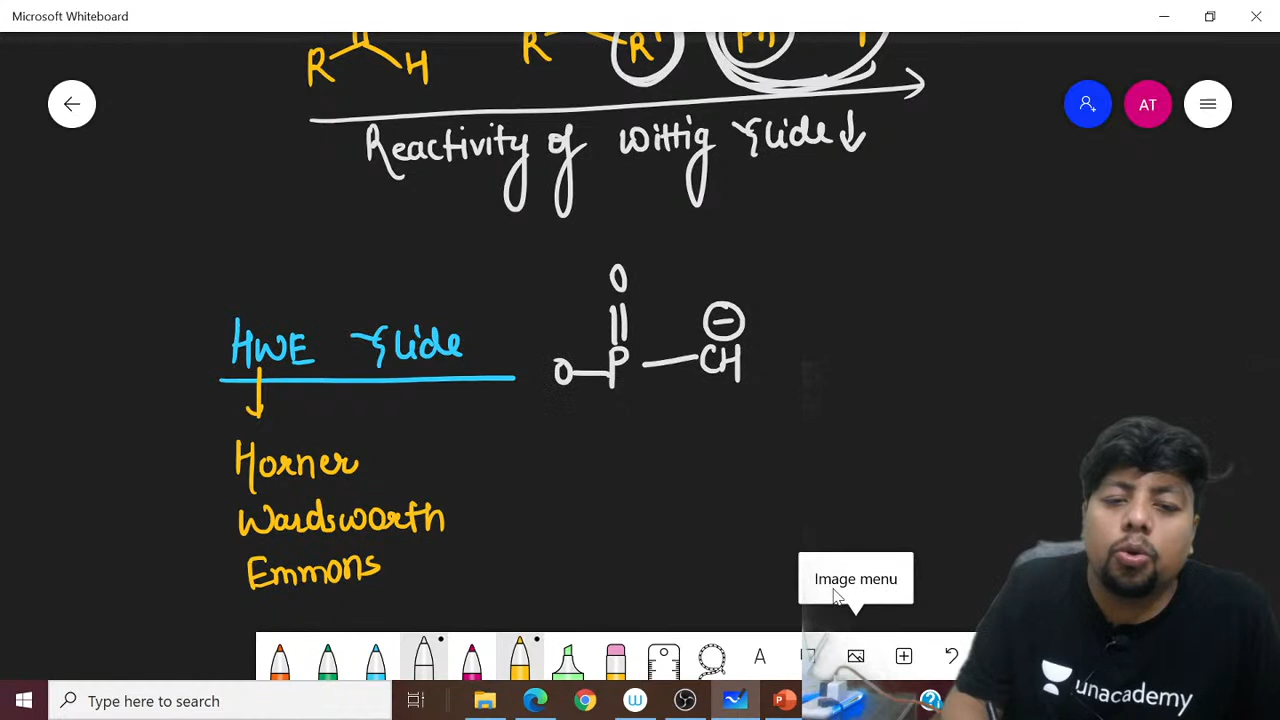 Microsoft Whiteboard
R H R R' Ph
AT
Reactivity of Wittig Ylide ↓
O
HWE Ylide
O-P-CH
Horner
Wardsworth
Emmons
Image menu
A
unacademy
Type here to search